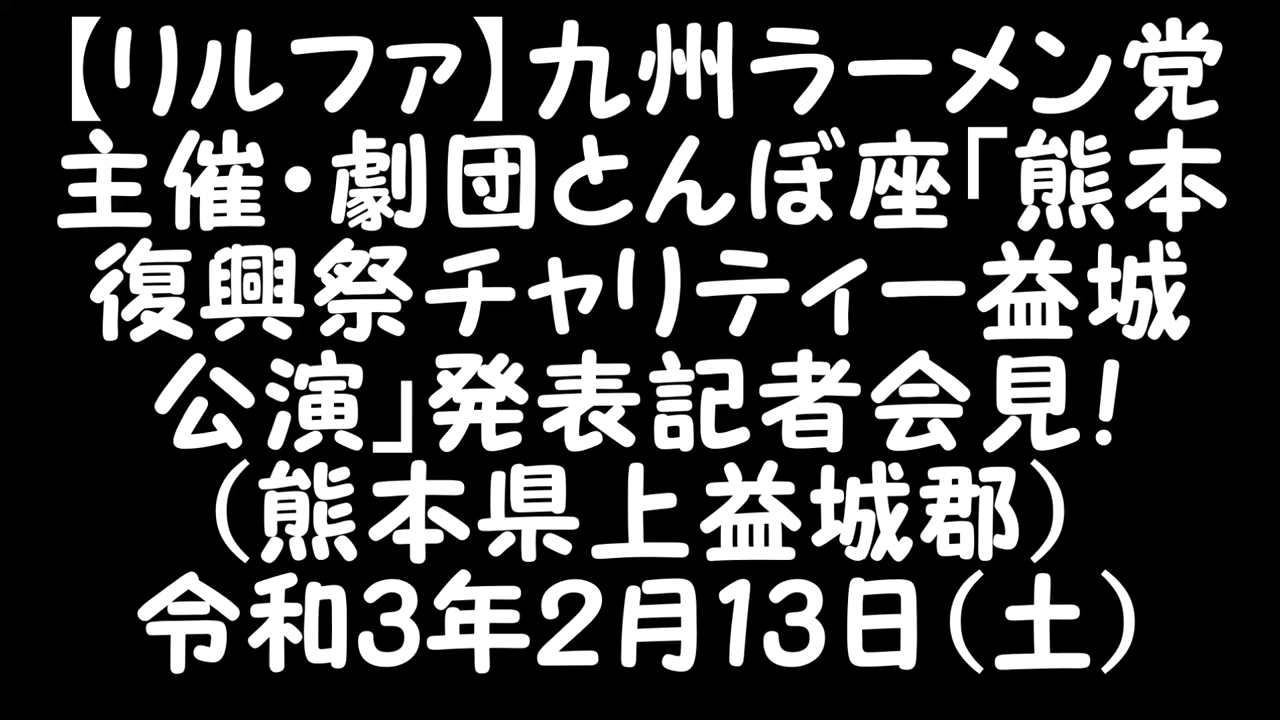 【リルファ】九州ラーメン党
主催・劇団とんぼ座「熊本
復興祭チャリティー益城
公演」発表記者会見！
（熊本県上益城郡）
令和3年2月13日（土）